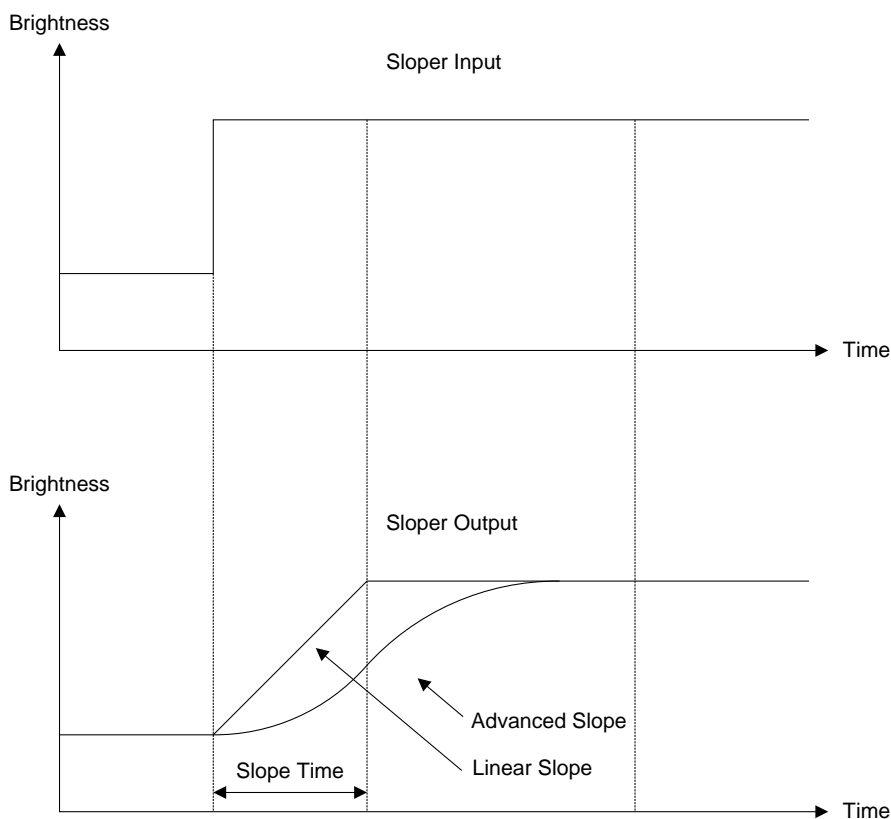 Brightness
Sloper Input
Time
Brightness
Sloper Output
Advanced Slope
Slope Time
Linear Slope
Time